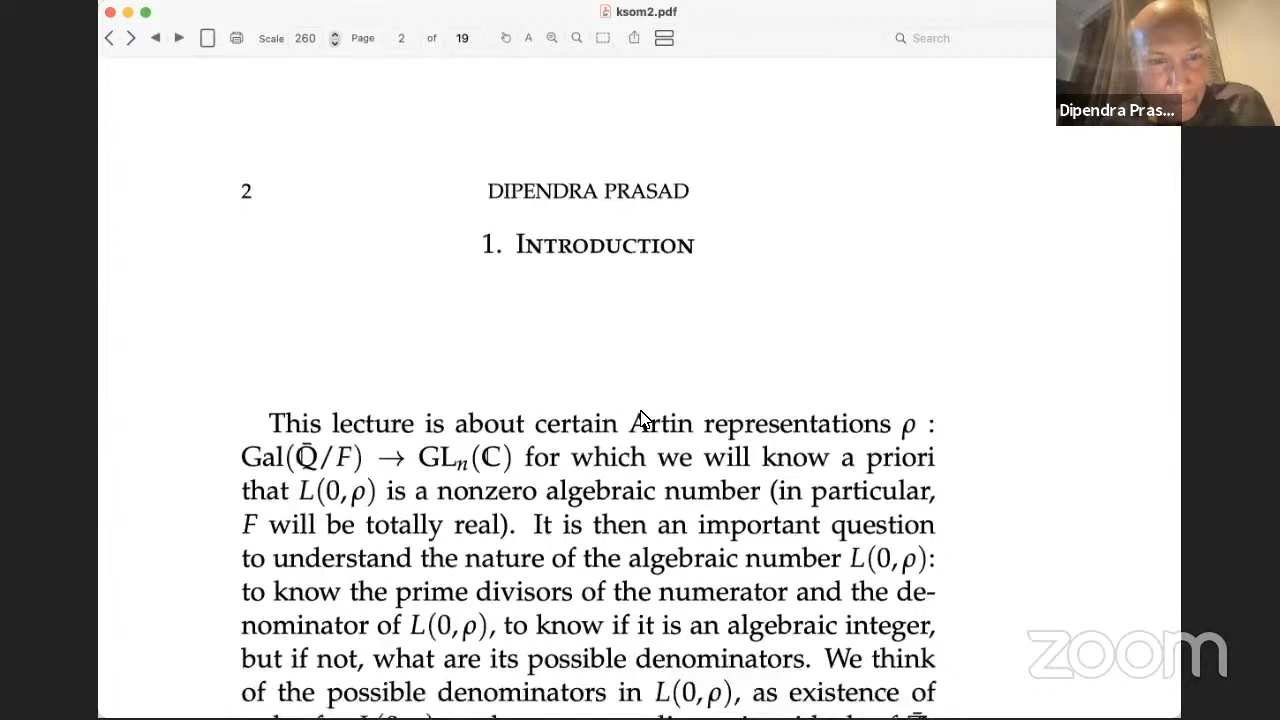 ksom2.pdf
Scale 260 Page 2 of 19 A Search
Dipendra Pras...
2 DIPENDRA PRASAD
1. INTRODUCTION
This lecture is about certain Artin representations ρ :
Gal(Q̄/F) → GLₙ(ℂ) for which we will know a priori
that L(0, ρ) is a nonzero algebraic number (in particular,
F will be totally real). It is then an important question
to understand the nature of the algebraic number L(0, ρ):
to know the prime divisors of the numerator and the de-
nominator of L(0, ρ), to know if it is an algebraic integer,
but if not, what are its possible denominators. We think
of the possible denominators in L(0, ρ), as existence of
zoom